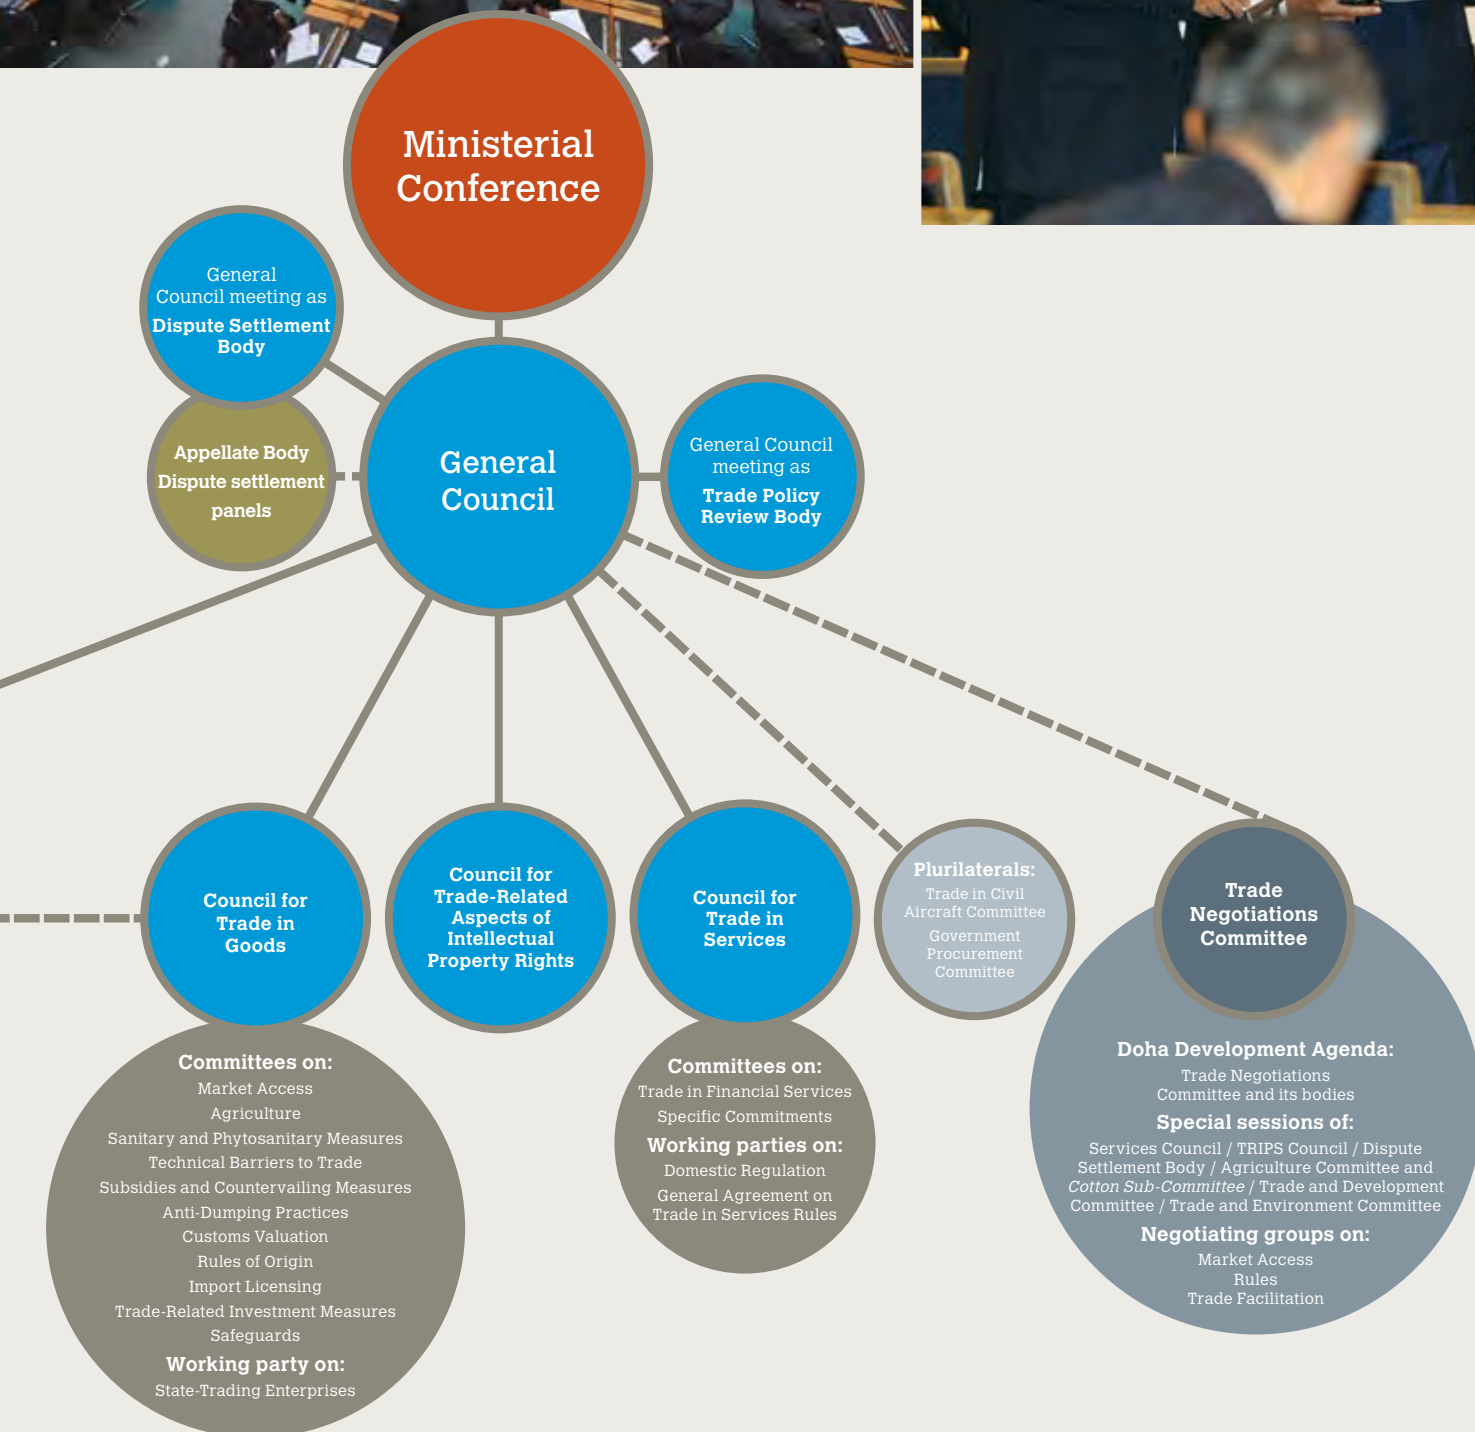 Ministerial
Conference
General
Council meeting as
Dispute Settlement
Body
Appellate Body
Dispute settlement
panels
General
Council
General Council
meeting as
Trade Policy
Review Body
Council for
Trade in
Goods
Council for
Trade-Related
Aspects of
Intellectual
Property Rights
Council for
Trade in
Services
Plurilaterals:
Trade in Civil
Aircraft Committee
Government
Procurement
Committee
Trade
Negotiations
Committee
Committees on:
Market Access
Agriculture
Sanitary and Phytosanitary Measures
Technical Barriers to Trade
Subsidies and Countervailing Measures
Anti-Dumping Practices
Customs Valuation
Rules of Origin
Import Licensing
Trade-Related Investment Measures
Safeguards
Working party on:
State-Trading Enterprises
Committees on:
Trade in Financial Services
Specific Commitments
Working parties on:
Domestic Regulation
General Agreement on
Trade in Services Rules
Doha Development Agenda:
Trade Negotiations
Committee and its bodies
Special sessions of:
Services Council / TRIPS Council / Dispute
Settlement Body / Agriculture Committee and
Cotton Sub-Committee / Trade and Development
Committee / Trade and Environment Committee
Negotiating groups on:
Market Access
Rules
Trade Facilitation